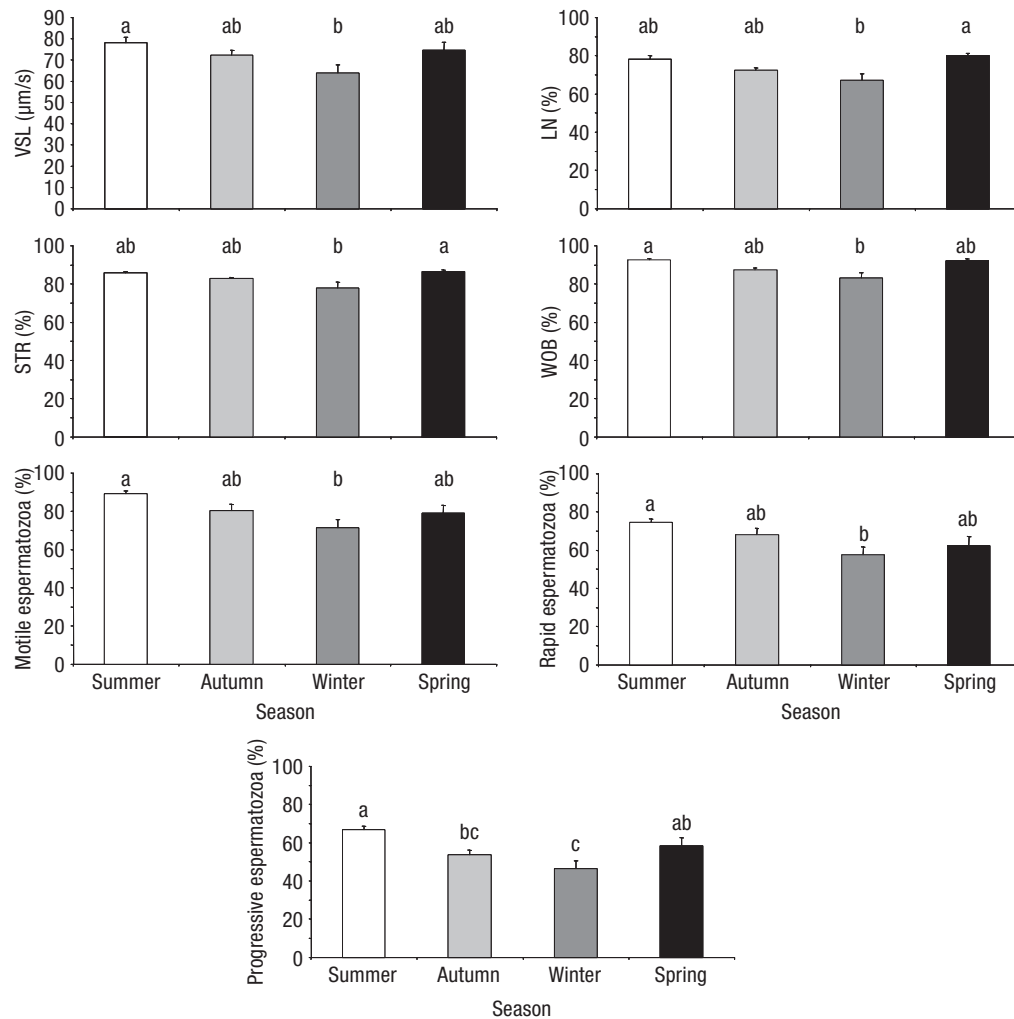 VSL (µm/s)
90
80
70
60
50
40
30
20
10
0
a
ab
b
ab
LN (%)
100
80
60
40
20
0
ab
ab
b
a
STR (%)
100
80
60
40
20
0
ab
ab
b
a
WOB (%)
100
80
60
40
20
0
a
ab
b
ab
Motile espermatozoa (%)
100
80
60
40
20
0
a
ab
b
ab
Summer Autumn Winter Spring
Season
Rapid espermatozoa (%)
100
80
60
40
20
0
a
ab
b
ab
Summer Autumn Winter Spring
Season
Progressive espermatozoa (%)
100
80
60
40
20
0
a
bc
c
ab
Summer Autumn Winter Spring
Season